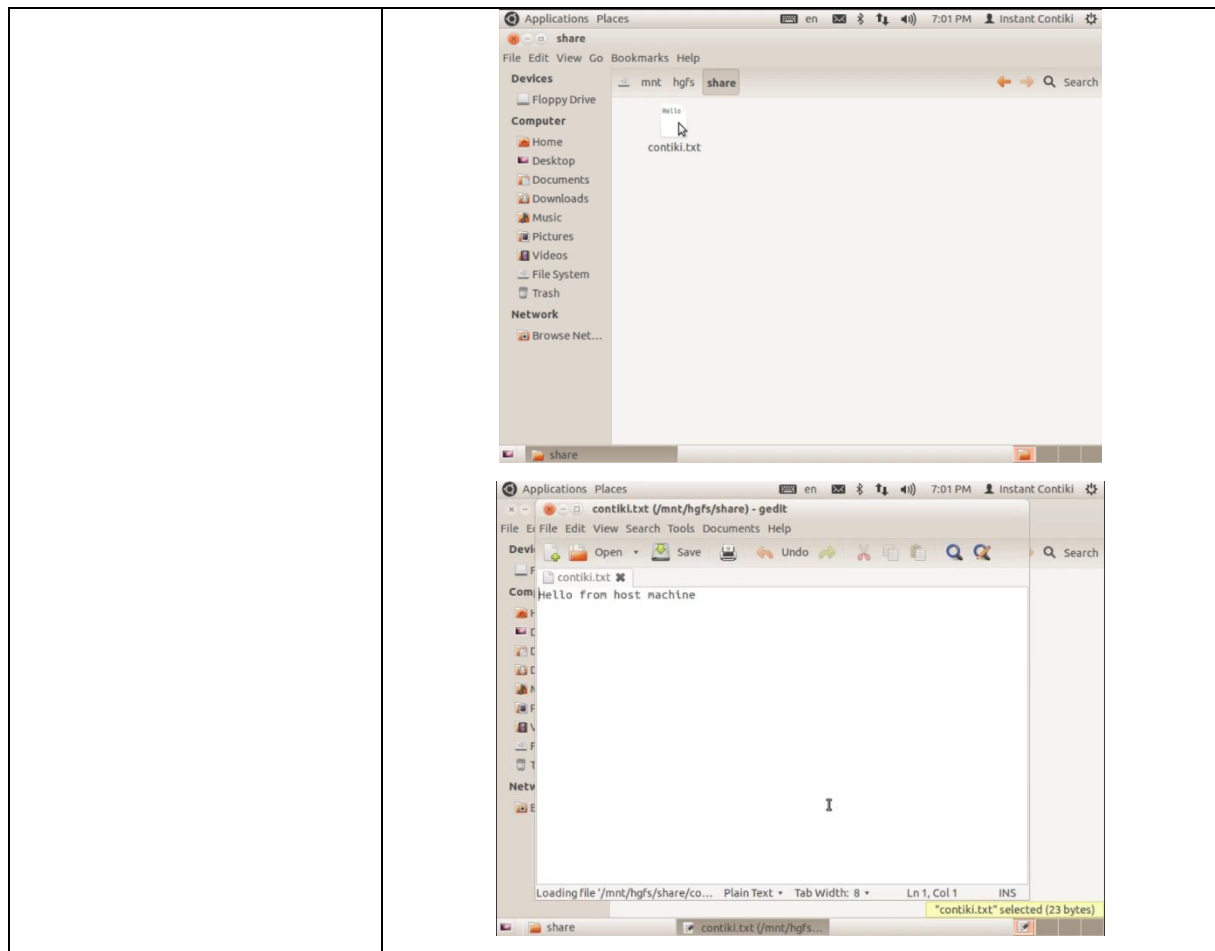 Applications Places en 7:01 PM Instant Contiki
share
File Edit View Go Bookmarks Help
Devices
mnt hgfs share
Search
Floppy Drive
Computer
Home
Desktop
Documents
Downloads
Music
Pictures
Videos
File System
Trash
Network
Browse Net...
Hello
contiki.txt
share
Applications Places en 7:01 PM Instant Contiki
contiki.txt (/mnt/hgfs/share) - gedit
File E File Edit View Search Tools Documents Help
Devi Open Save Undo Search
F
contiki.txt
Com Hello from host machine
H
D
D
D
M
P
V
F
T
Netw
B
Loading file '/mnt/hgfs/share/co... Plain Text Tab Width: 8 Ln 1, Col 1 INS
"contiki.txt" selected (23 bytes)
share contiki.txt (/mnt/hgfs...